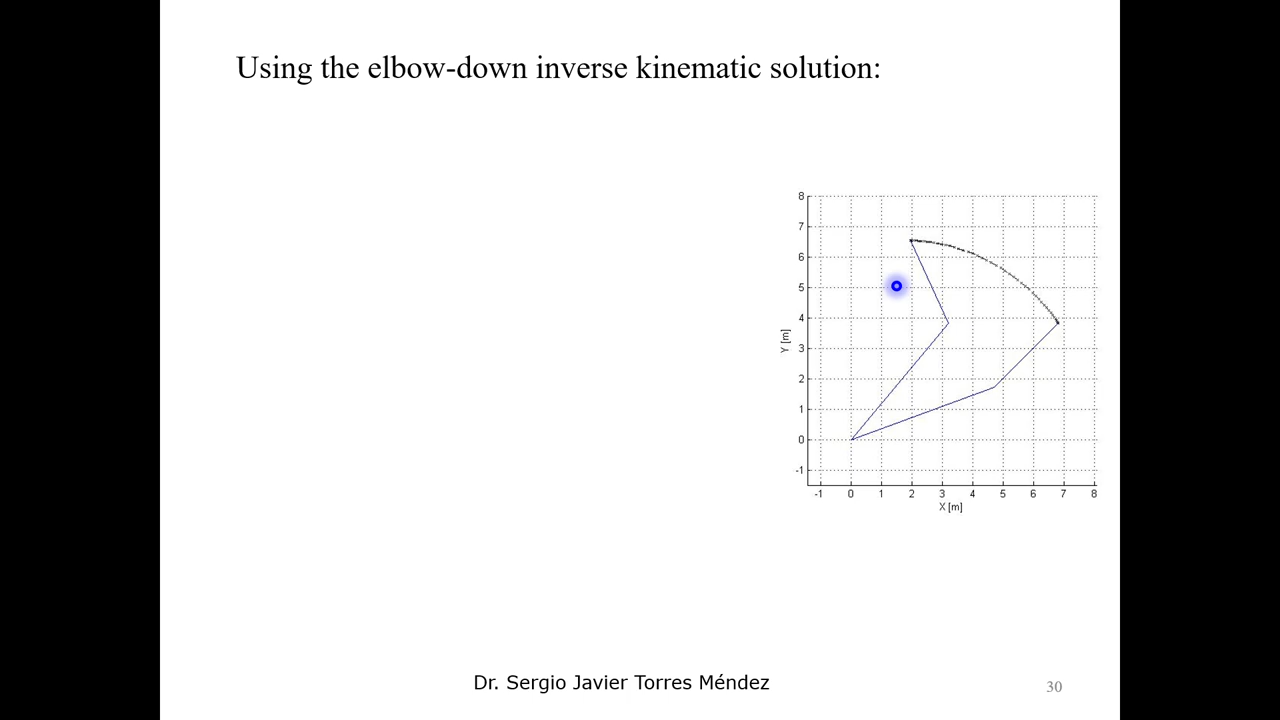 Using the elbow-down inverse kinematic solution:
8
7
6
5
4
3
2
1
0
-1
Y [m]
-1 0 1 2 3 4 5 6 7 8
X [m]
Dr. Sergio Javier Torres Méndez
30